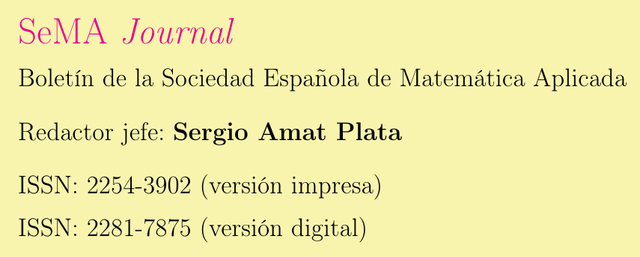 SeMA Journal
Boletín de la Sociedad Española de Matemática Aplicada
Redactor jefe: Sergio Amat Plata
ISSN: 2254-3902 (versión impresa)
ISSN: 2281-7875 (versión digital)